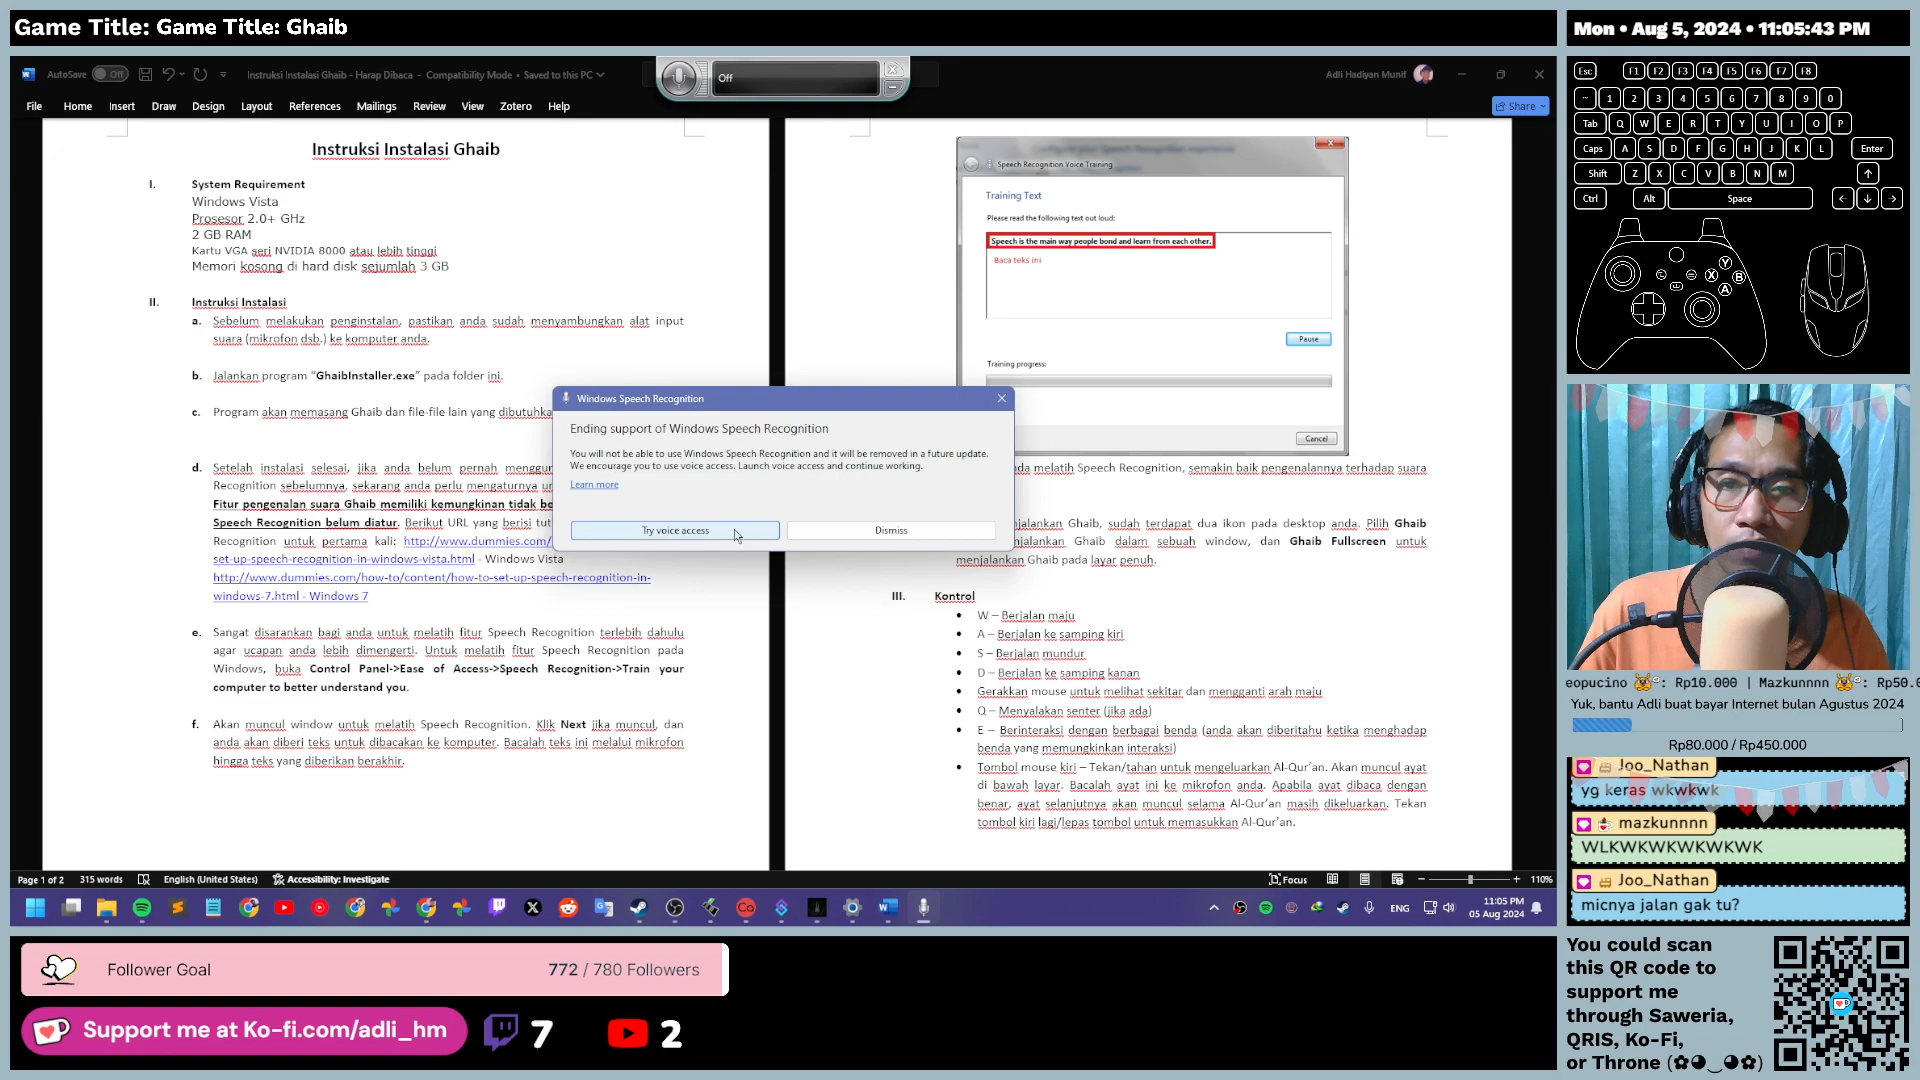 Game Title: Game Title: Ghaib
Mon • Aug 5, 2024 • 11:05:43 PM
AutoSave Off
Instruksi Instalasi Ghaib - Harap Dibaca – Compatibility Mode • Saved to this PC
Off
Adli Hadiyan Munif
File Home Insert Draw Design Layout References Mailings Review View Zotero Help
Share
Instruksi Instalasi Ghaib
I. System Requirement
Windows Vista
Prosesor 2.0+ GHz
2 GB RAM
Kartu VGA seri NVIDIA 8000 atau lebih tinggi
Memori kosong di hard disk sejumlah 3 GB
II. Instruksi Instalasi
a. Sebelum melakukan penginstalan, pastikan anda sudah menyambungkan alat input
suara (mikrofon dsb.) ke komputer anda.
b. Jalankan program “GhaibInstaller.exe” pada folder ini.
c. Program akan memasang Ghaib dan file-file lain yang dibutuhka
d. Setelah instalasi selesai, jika anda belum pernah menggun
Recognition sebelumnya, sekarang anda perlu mengaturnya un
Fitur pengenalan suara Ghaib memiliki kemungkinan tidak be
Speech Recognition belum diatur. Berikut URL yang berisi tut
Recognition untuk pertama kali: http://www.dummies.com/
set-up-speech-recognition-in-windows-vista.html - Windows Vista
http://www.dummies.com/how-to/content/how-to-set-up-speech-recognition-in-
windows-7.html - Windows 7
e. Sangat disarankan bagi anda untuk melatih fitur Speech Recognition terlebih dahulu
agar ucapan anda lebih dimengerti. Untuk melatih fitur Speech Recognition pada
Windows, buka Control Panel->Ease of Access->Speech Recognition->Train your
computer to better understand you.
f. Akan muncul window untuk melatih Speech Recognition. Klik Next jika muncul, dan
anda akan diberi teks untuk dibacakan ke komputer. Bacalah teks ini melalui mikrofon
hingga teks yang diberikan berakhir.
Speech Recognition Voice Training
Training Text
Please read the following text out loud:
Speech is the main way people bond and learn from each other.
Baca teks ini
Pause
Training progress:
Cancel
Windows Speech Recognition
Ending support of Windows Speech Recognition
You will not be able to use Windows Speech Recognition and it will be removed in a future update.
We encourage you to use voice access. Launch voice access and continue working.
Learn more
Try voice access
Dismiss
nda melatih Speech Recognition, semakin baik pengenalannya terhadap suara
njalankan Ghaib, sudah terdapat dua ikon pada desktop anda. Pilih Ghaib
njalankan Ghaib dalam sebuah window, dan Ghaib Fullscreen untuk
menjalankan Ghaib pada layar penuh.
III. Kontrol
• W – Berjalan maju
• A – Berjalan ke samping kiri
• S – Berjalan mundur
• D – Berjalan ke samping kanan
• Gerakkan mouse untuk melihat sekitar dan mengganti arah maju
• Q – Menyalakan senter (jika ada)
• E – Berinteraksi dengan berbagai benda (anda akan diberitahu ketika menghadap
benda yang memungkinkan interaksi)
• Tombol mouse kiri – Tekan/tahan untuk mengeluarkan Al-Qur’an. Akan muncul ayat
di bawah layar. Bacalah ayat ini ke mikrofon anda. Apabila ayat dibaca dengan
benar, ayat selanjutnya akan muncul selama Al-Qur’an masih dikeluarkan. Tekan
tombol kiri lagi/lepas tombol untuk memasukkan Al-Qur’an.
Page 1 of 2 315 words English (United States) Accessibility: Investigate
Focus 110%
ENG
11:05 PM
05 Aug 2024
Esc F1 F2 F3 F4 F5 F6 F7 F8
~ 1 2 3 4 5 6 7 8 9 0
Tab Q W E R T Y U I O P
Caps A S D F G H J K L Enter
Shift Z X C V B N M ↑
Ctrl Alt Space ← ↓ →
Y
X B
A
eopucino : Rp10.000 | Mazkunnnn : Rp50.0
Yuk, bantu Adli buat bayar Internet bulan Agustus 2024
Rp80.000 / Rp450.000
Joo_Nathan
yg keras wkwkwk
mazkunnnn
WLKWKWKWKWKWK
Joo_Nathan
micnya jalan gak tu?
Follower Goal
772 / 780 Followers
Support me at Ko-fi.com/adli_hm
7
2
You could scan
this QR code to
support me
through Saweria,
QRIS, Ko-Fi,
or Throne (✿◕‿◕✿)